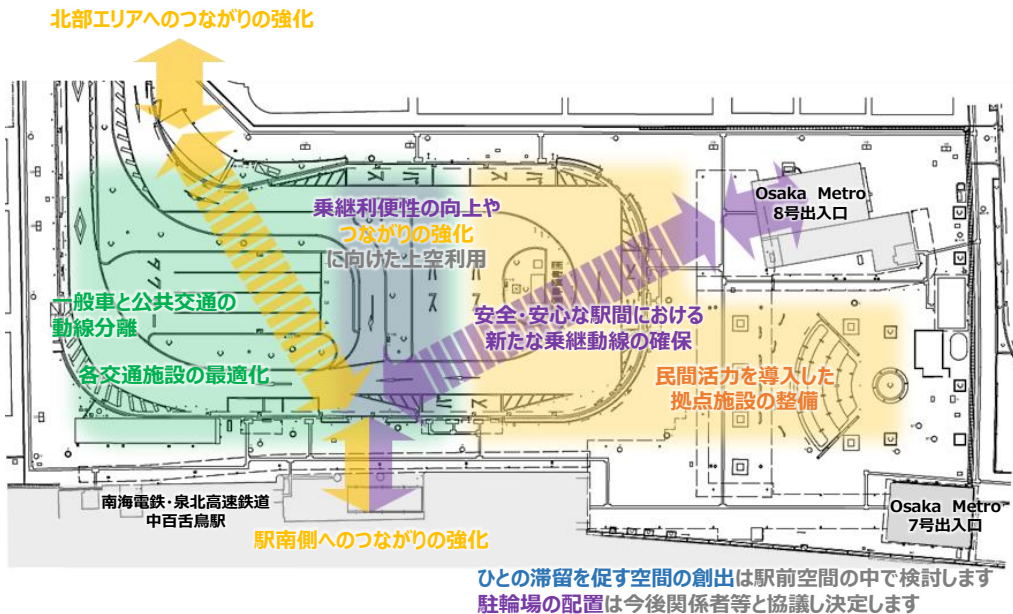 北部エリアへのつながりの強化
乗継利便性の向上や
つながりの強化
に向けた上空利用
Osaka Metro
8号出入口
一般車と公共交通の
動線分離
安全・安心な駅間における
新たな乗継動線の確保
各交通施設の最適化
民間活力を導入した
拠点施設の整備
南海電鉄・泉北高速鉄道
中百舌鳥駅
駅南側へのつながりの強化
Osaka Metro
7号出入口
ひとの滞留を促す空間の創出は駅前空間の中で検討します
駐輪場の配置は今後関係者等と協議し決定します